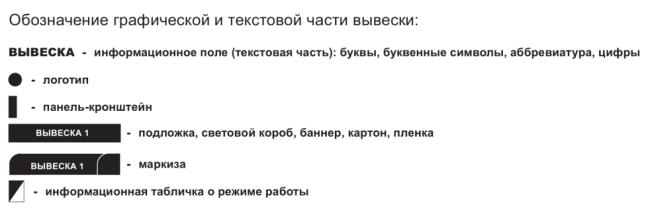 Обозначение графической и текстовой части вывески:
ВЫВЕСКА - информационное поле (текстовая часть): буквы, буквенные символы, аббревиатура, цифры
- логотип
- панель-кронштейн
ВЫВЕСКА 1 - подложка, световой короб, баннер, картон, пленка
ВЫВЕСКА 1 - маркиза
- информационная табличка о режиме работы